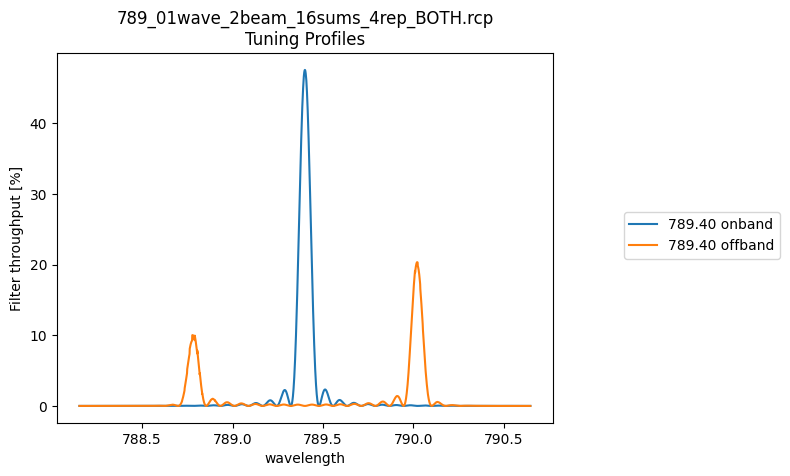 789_01wave_2beam_16sums_4rep_BOTH.rcp
Tuning Profiles
Filter throughput [%]
40
30
20
10
0
788.5 789.0 789.5 790.0 790.5
wavelength
789.40 onband
789.40 offband